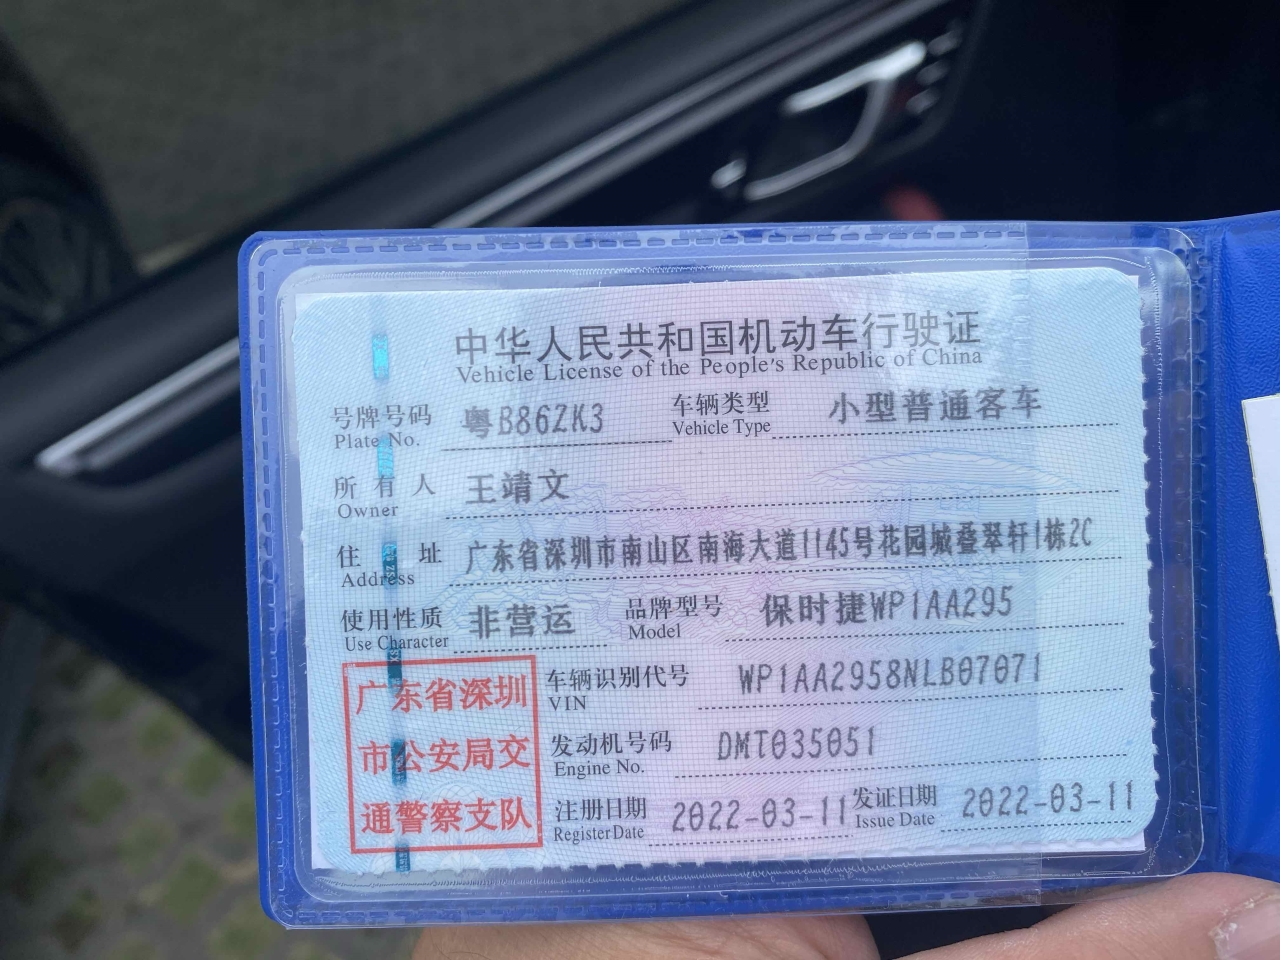 中华人民共和国机动车行驶证
Vehicle License of the People's Republic of China
号牌号码 粤B86ZK3 车辆类型 小型普通客车
Plate No. Vehicle Type
所有人 王靖文
Owner
住址 广东省深圳市南山区南海大道1145号花园城叠翠轩1栋2C
Address
使用性质 非营运 品牌型号 保时捷WP1AA295
Use Character Model
广东省深圳
市公安局交
通警察支队
车辆识别代号 WP1AA2958NLB07071
VIN
发动机号码 DMT035051
Engine No.
注册日期 2022-03-11 发证日期 2022-03-11
Register Date Issue Date